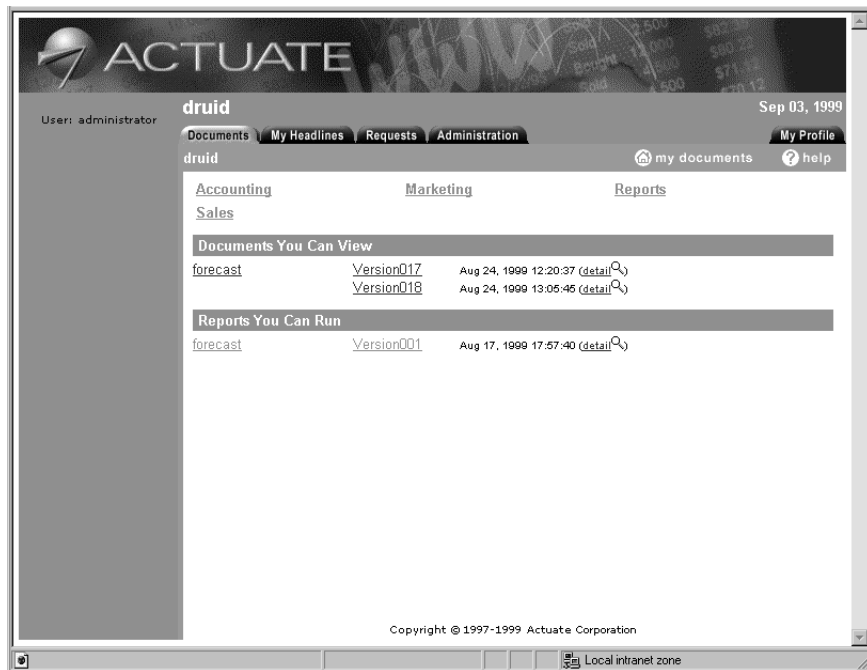 ACTUATE
User: administrator
druid
Sep 03, 1999
Documents My Headlines Requests Administration My Profile
druid my documents help
Accounting Marketing Reports
Sales
Documents You Can View
forecast Version017 Aug 24, 1999 12:20:37 (detail)
Version018 Aug 24, 1999 13:05:45 (detail)
Reports You Can Run
forecast Version001 Aug 17, 1999 17:57:40 (detail)
Copyright © 1997-1999 Actuate Corporation
Local intranet zone